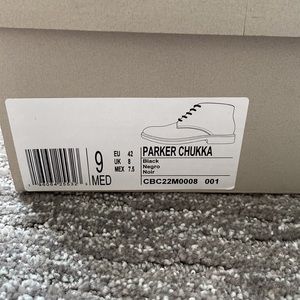 9
MED
EU 42
UK 8
MEX 7.5
PARKER CHUKKA
Black
Negro
Noir
CBC22M0008 001